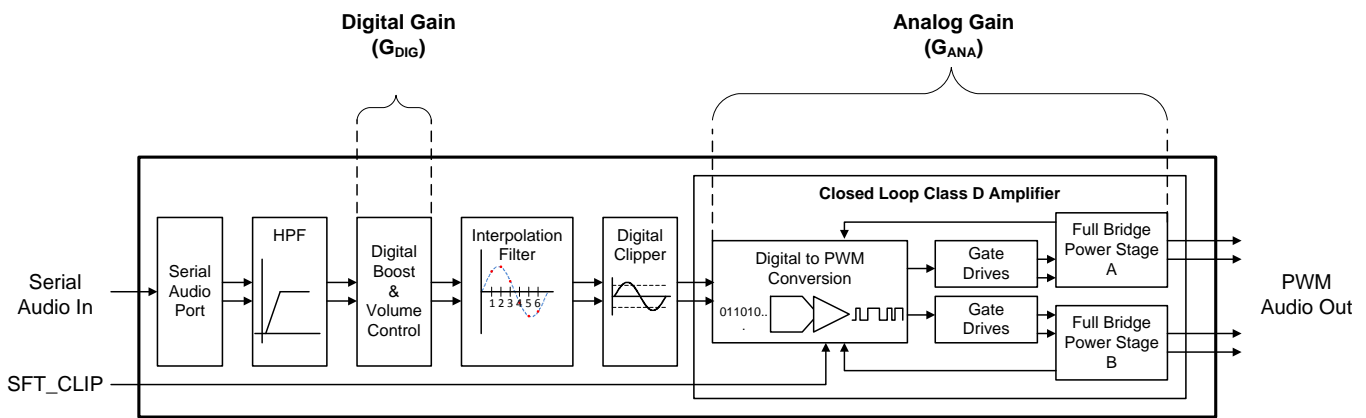 Digital Gain
(GDIG)
Analog Gain
(GANA)
Closed Loop Class D Amplifier
Serial
Audio In
Serial
Audio
Port
HPF
Digital
Boost
&
Volume
Control
Interpolation
Filter
1 2 3 4 5 6
Digital
Clipper
Digital to PWM
Conversion
011010..
.
Gate
Drives
Gate
Drives
Full Bridge
Power Stage
A
Full Bridge
Power Stage
B
PWM
Audio Out
SFT_CLIP